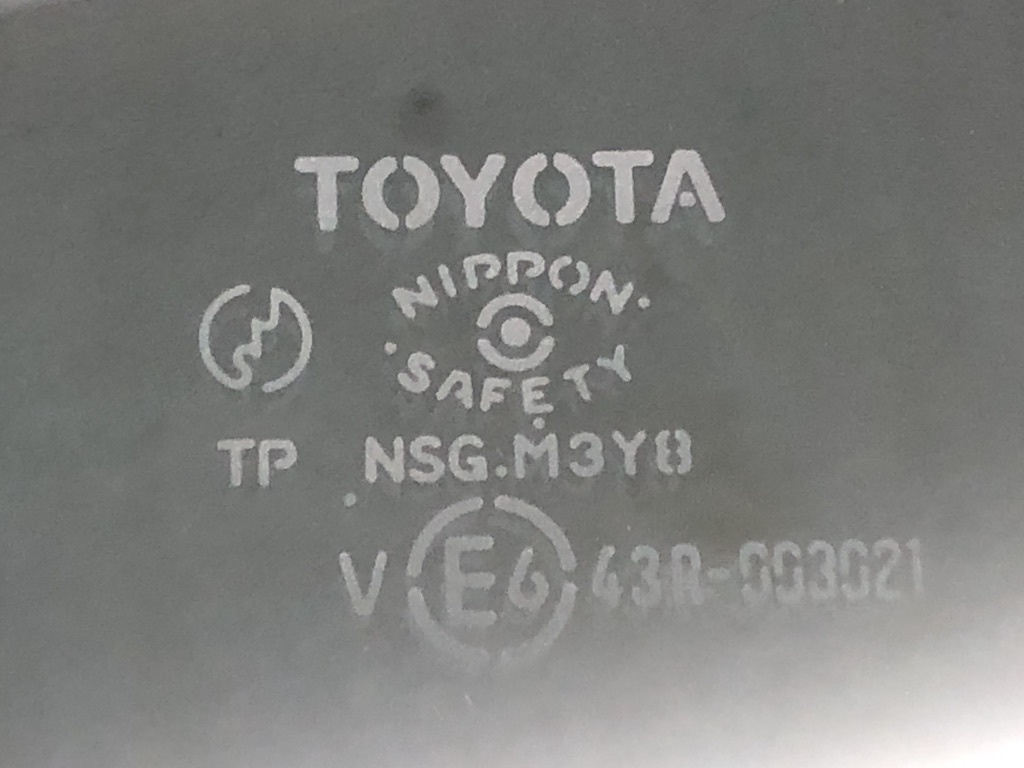 TOYOTA
NIPPON
SAFETY
TP NSG.M3Y8
V E6 43R-003021